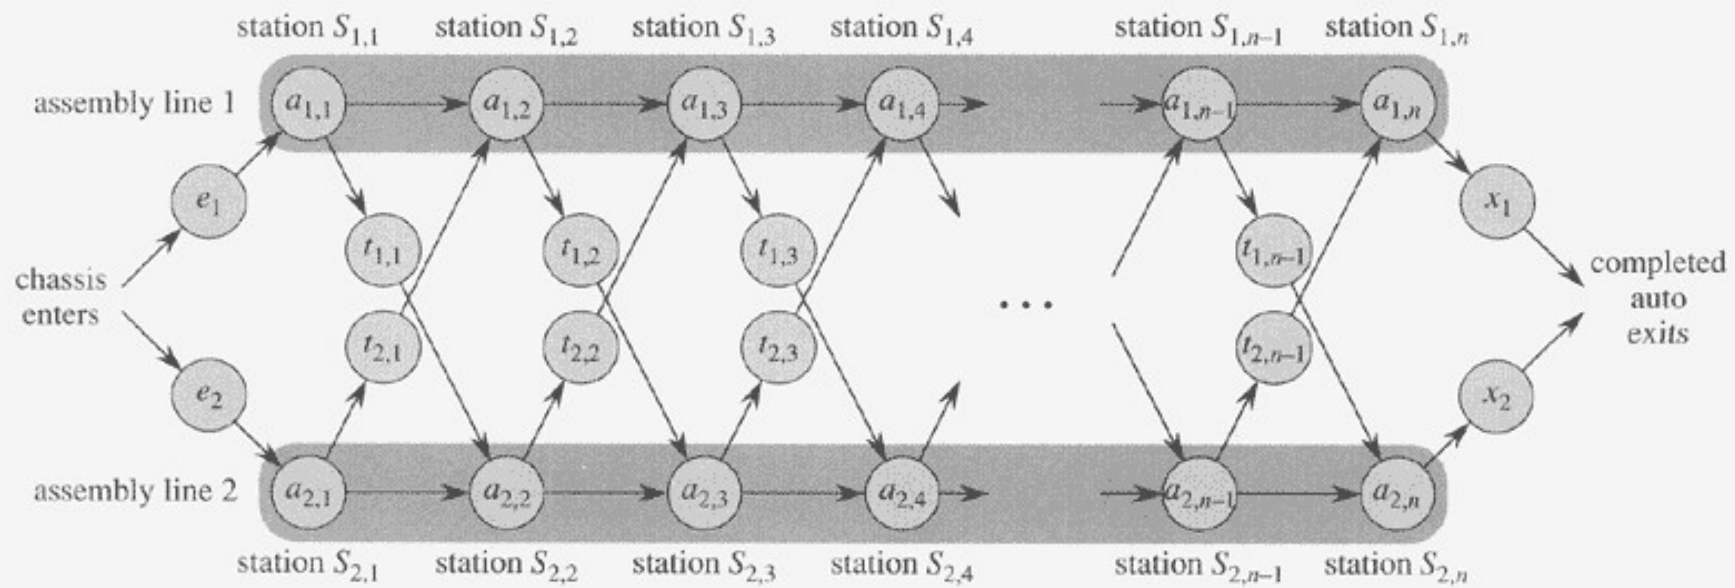 station S1,1 station S1,2 station S1,3 station S1,4 station S1,n–1 station S1,n
assembly line 1 a1,1 a1,2 a1,3 a1,4 a1,n–1 a1,n
e1 x1
t1,1 t1,2 t1,3 t1,n–1
chassis
enters
...
completed
auto
exits
t2,1 t2,2 t2,3 t2,n–1
e2 x2
assembly line 2 a2,1 a2,2 a2,3 a2,4 a2,n–1 a2,n
station S2,1 station S2,2 station S2,3 station S2,4 station S2,n–1 station S2,n